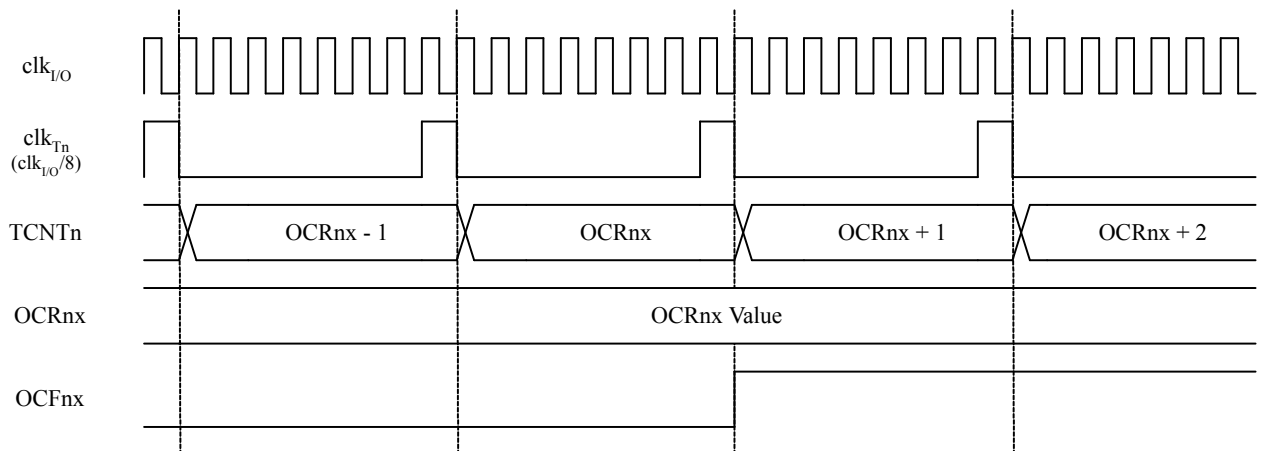 clkI/O
clkTn
(clkI/O/8)
TCNTn OCRnx - 1 OCRnx OCRnx + 1 OCRnx + 2
OCRnx OCRnx Value
OCFnx